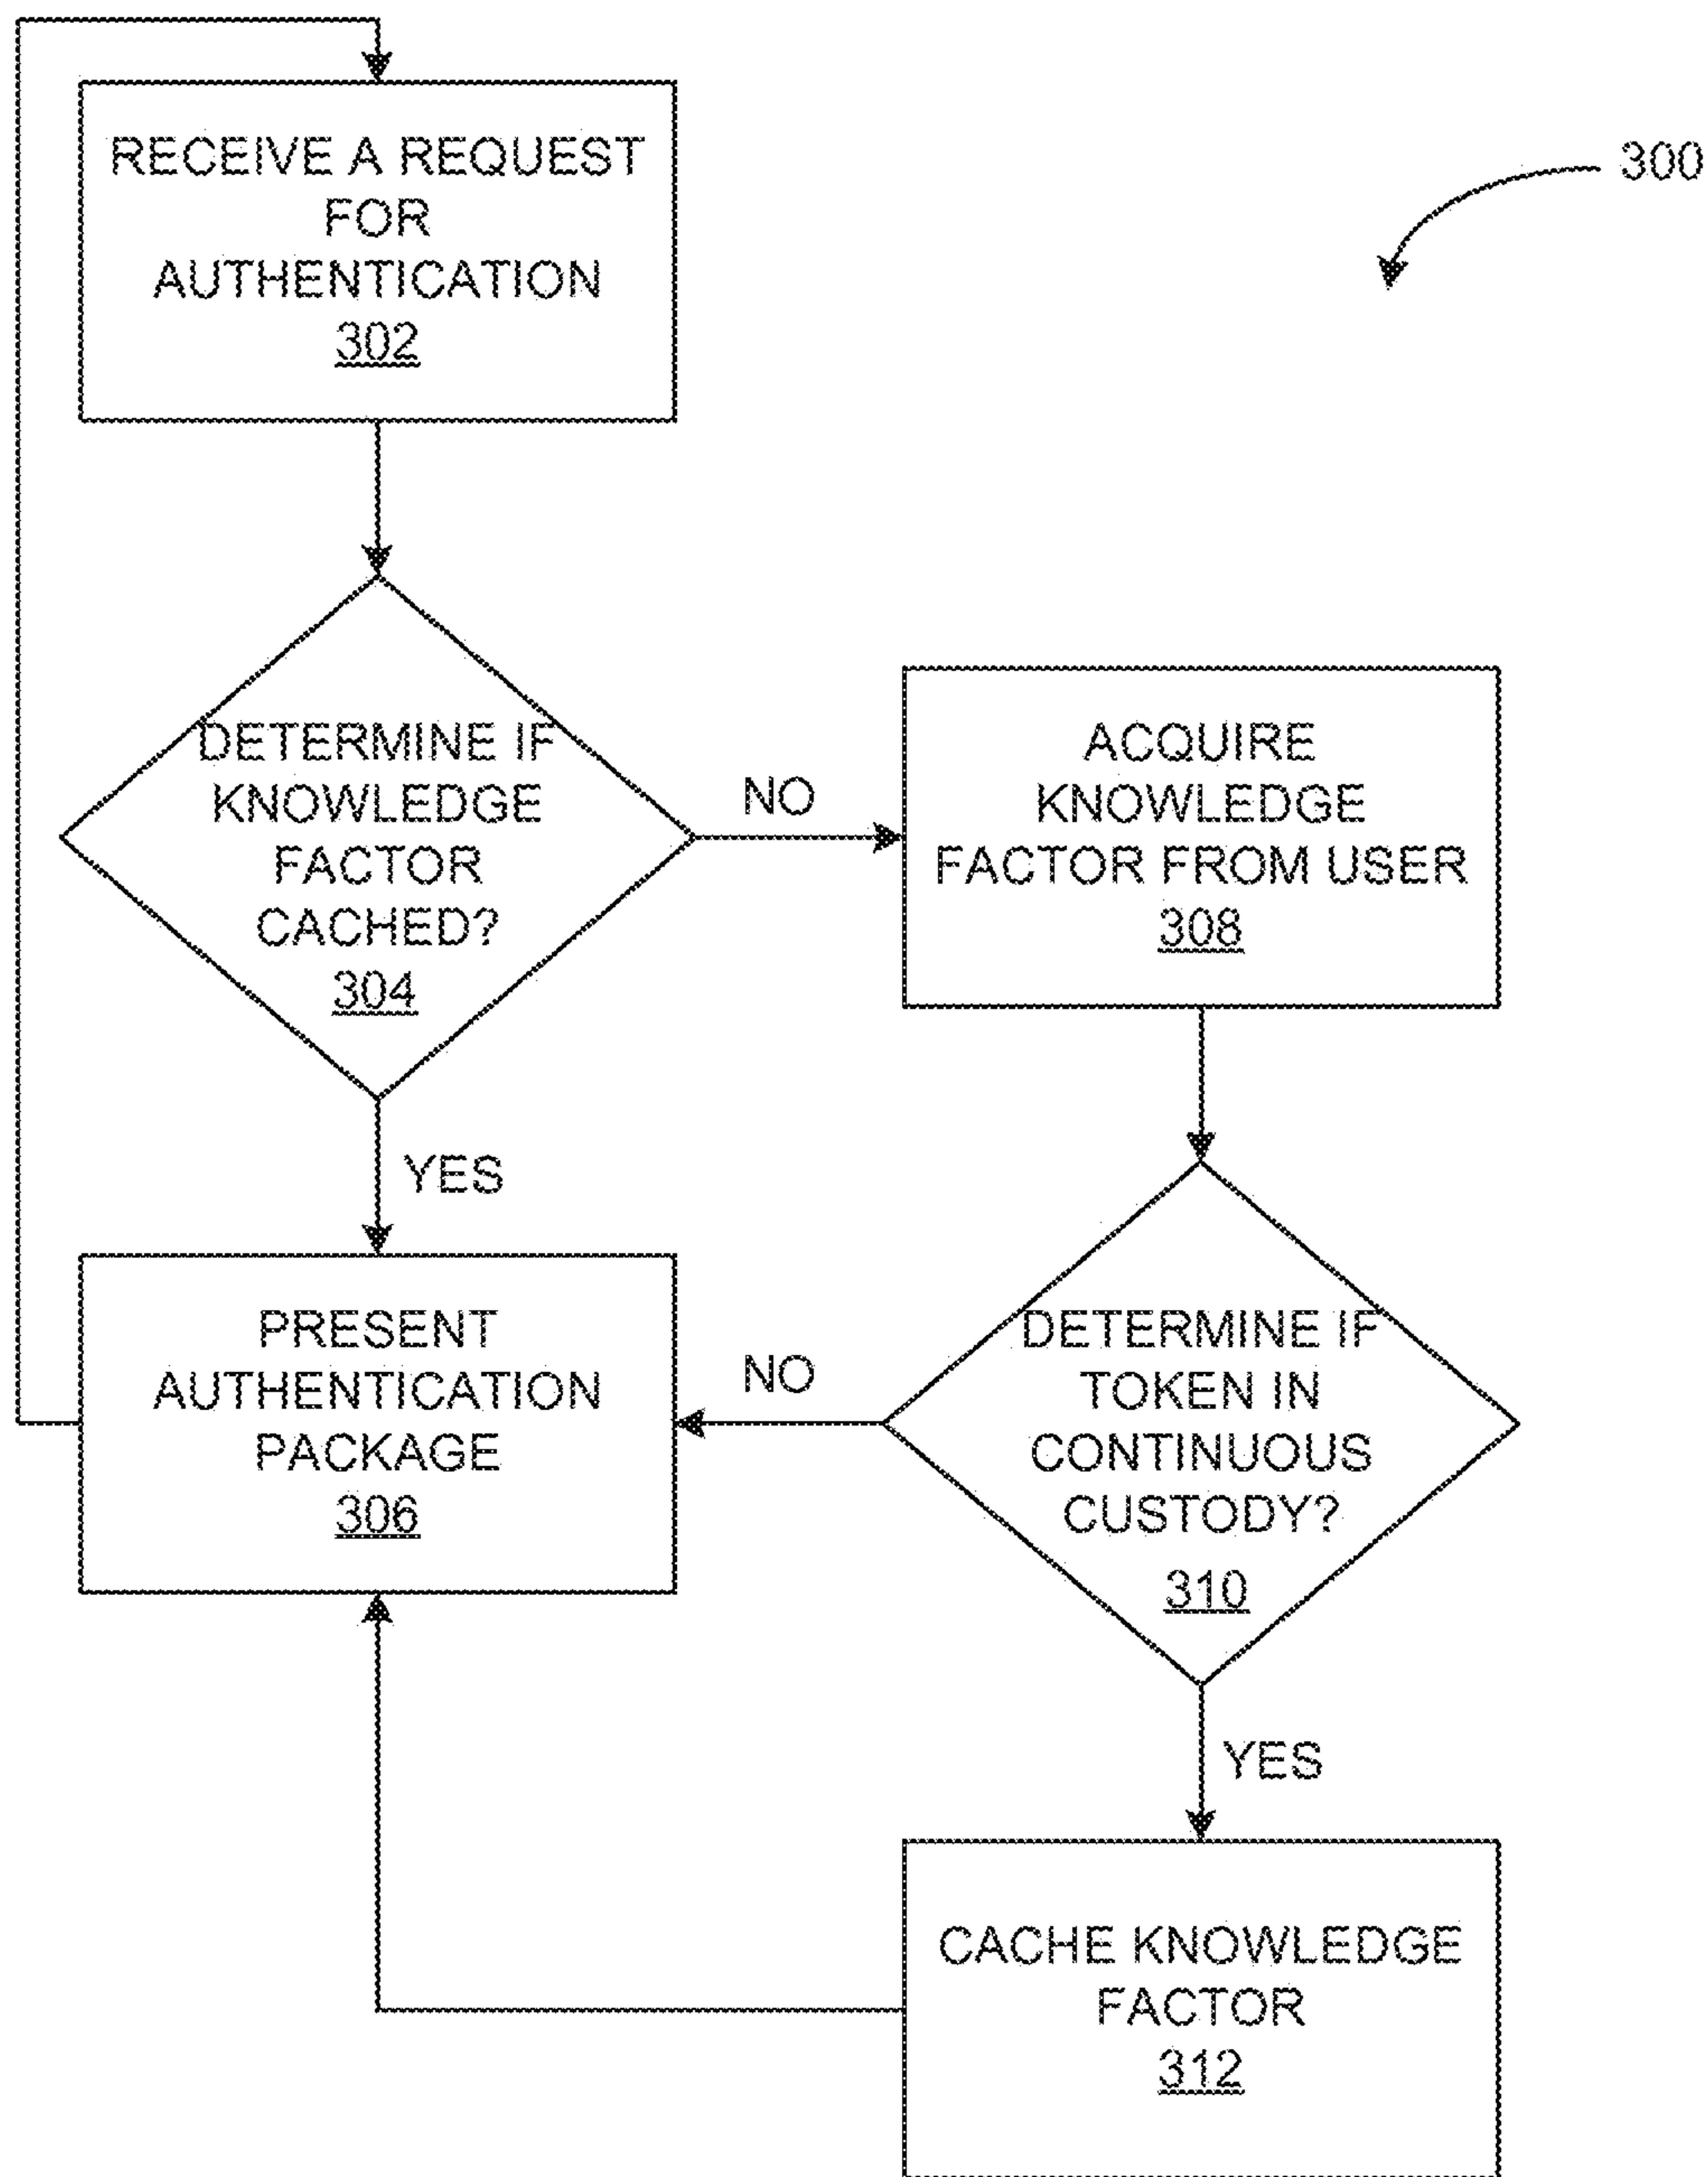 RECEIVE A REQUEST
FOR
AUTHENTICATION
302
300
DETERMINE IF
KNOWLEDGE
FACTOR
CACHED?
304
NO
ACQUIRE
KNOWLEDGE
FACTOR FROM USER
308
YES
PRESENT
AUTHENTICATION
PACKAGE
306
NO
DETERMINE IF
TOKEN IN
CONTINUOUS
CUSTODY?
310
YES
CACHE KNOWLEDGE
FACTOR
312